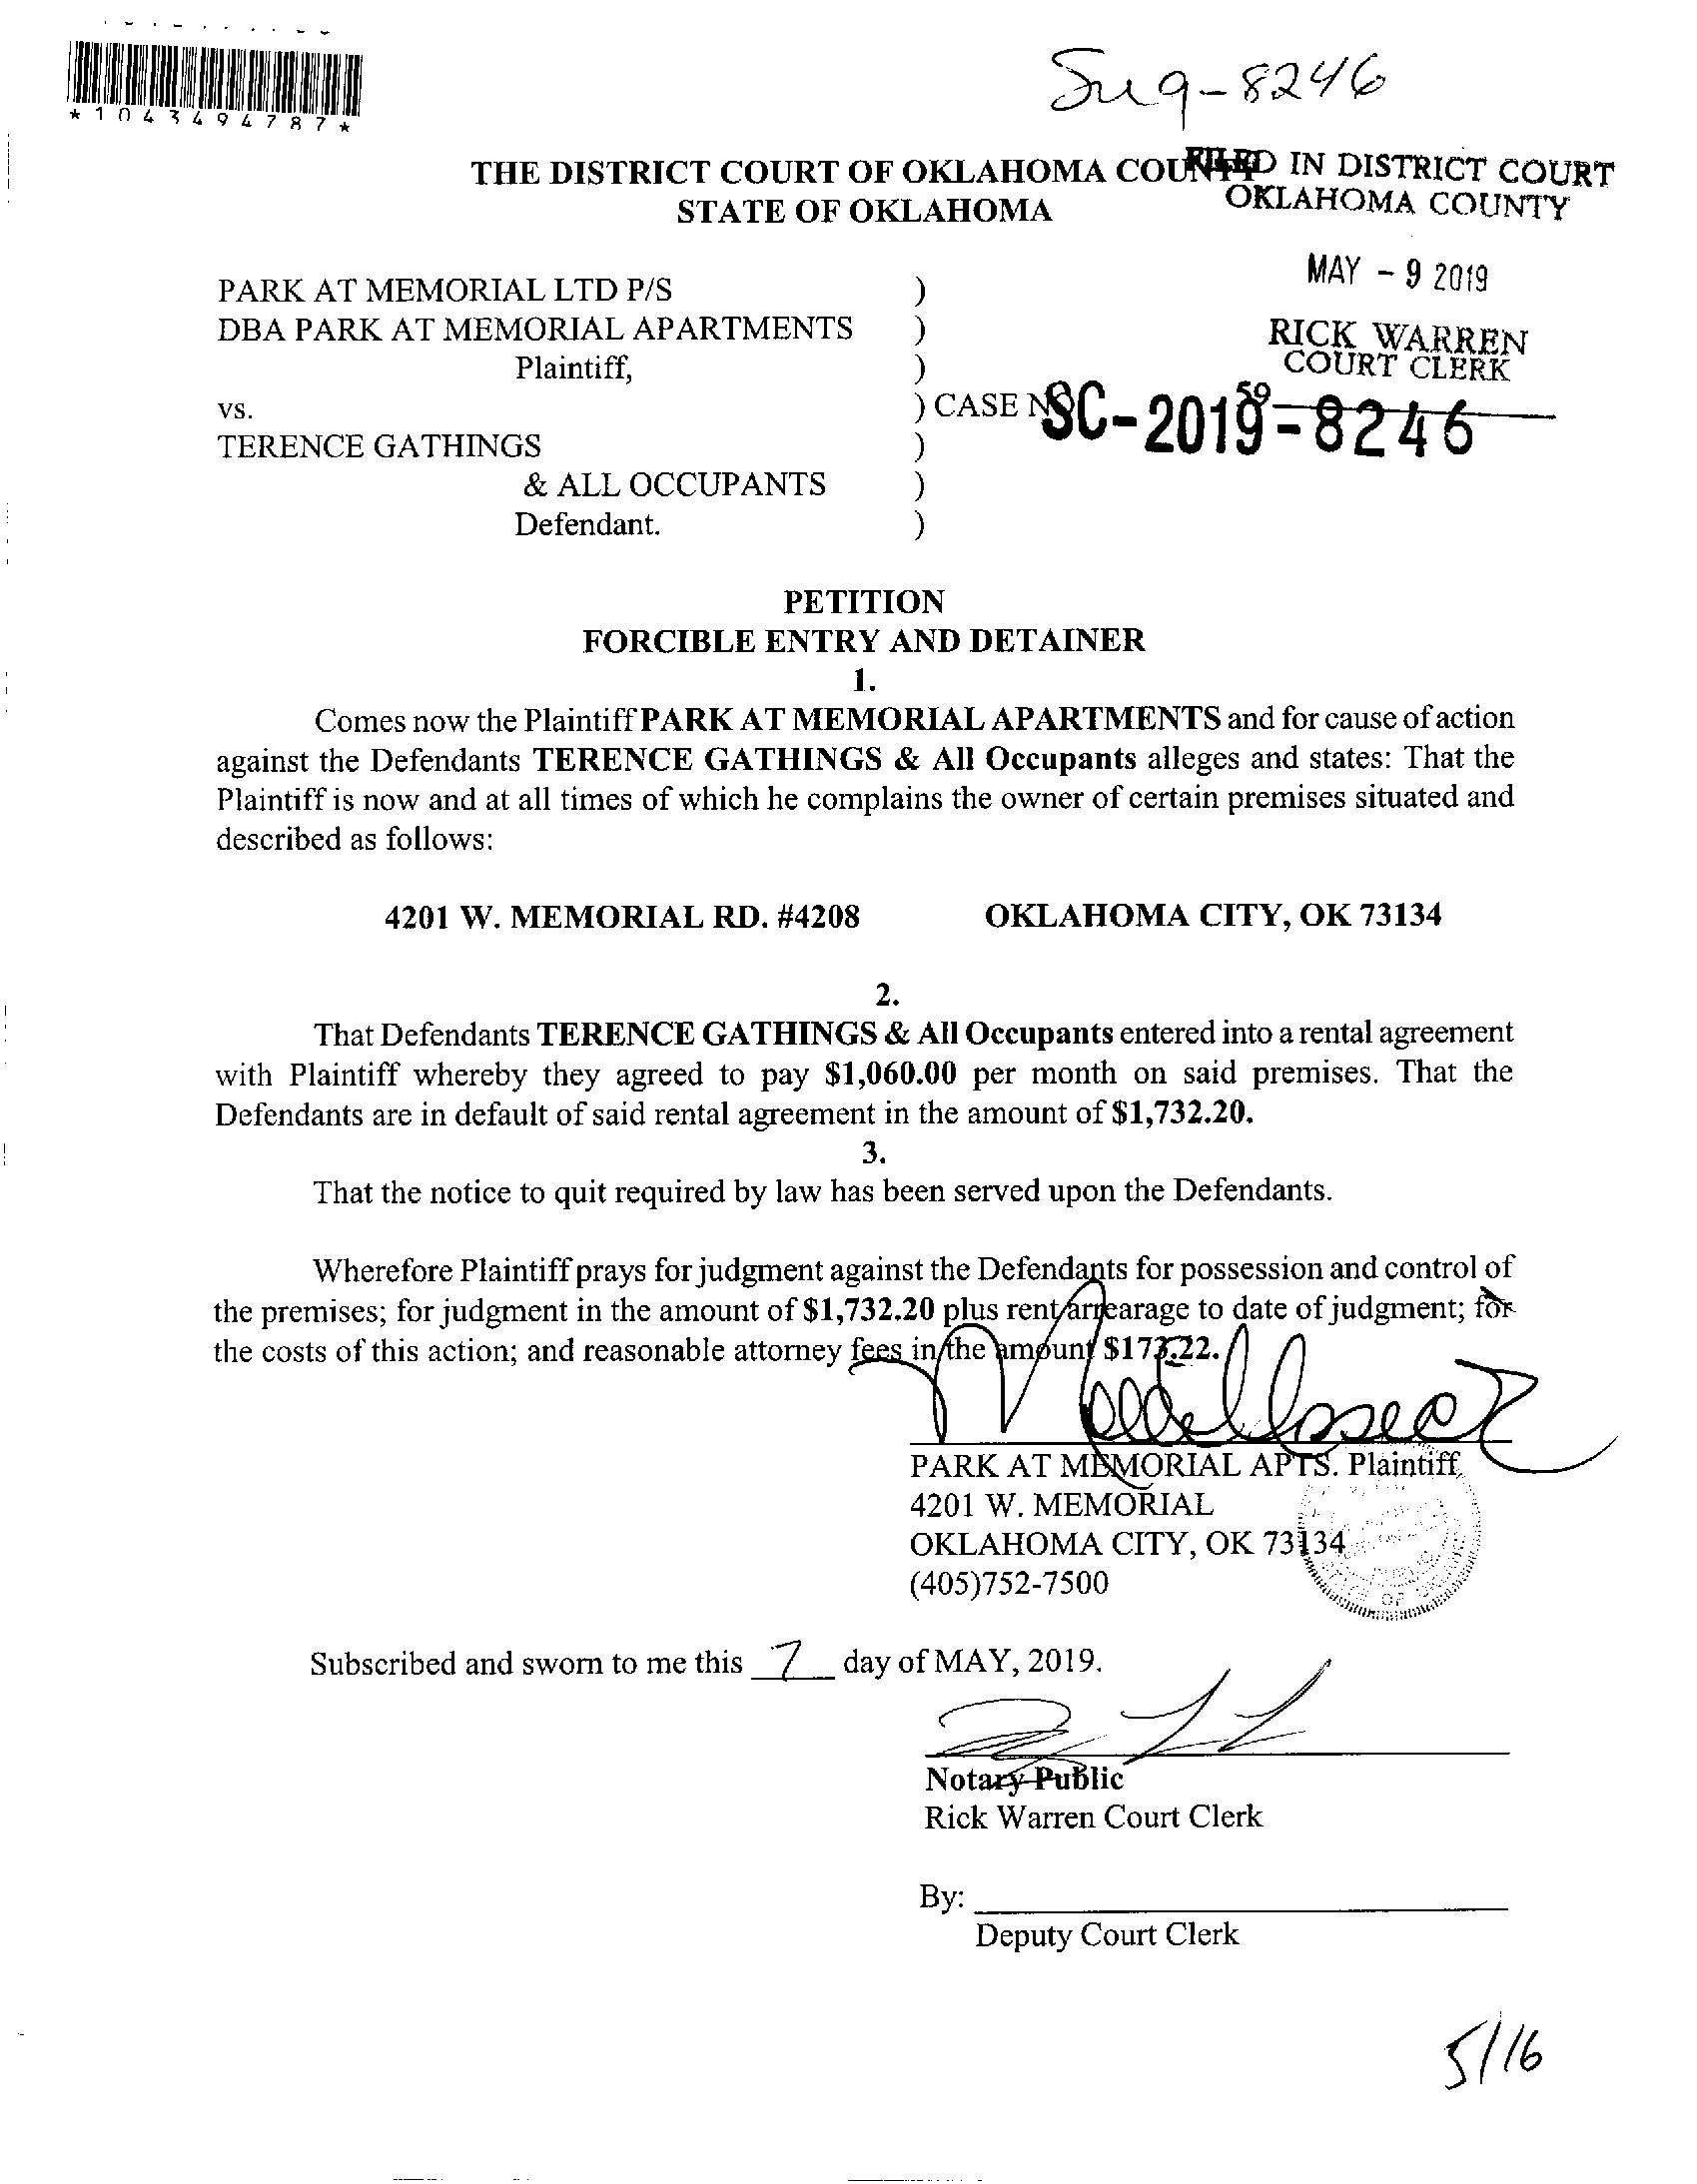 *1043494787*
THE DISTRICT COURT OF OKLAHOMA COUNTY
STATE OF OKLAHOMA
FILED IN DISTRICT COURT
OKLAHOMA COUNTY
MAY - 9 2019
RICK WARREN
COURT CLERK
59
PARK AT MEMORIAL LTD P/S )
DBA PARK AT MEMORIAL APARTMENTS )
Plaintiff, )
vs. ) CASE NO. SC-2019-8246
TERENCE GATHINGS )
& ALL OCCUPANTS )
Defendant. )
PETITION
FORCIBLE ENTRY AND DETAINER
1.
Comes now the Plaintiff PARK AT MEMORIAL APARTMENTS and for cause of action
against the Defendants TERENCE GATHINGS & All Occupants alleges and states: That the
Plaintiff is now and at all times of which he complains the owner of certain premises situated and
described as follows:
4201 W. MEMORIAL RD. #4208 OKLAHOMA CITY, OK 73134
2.
That Defendants TERENCE GATHINGS & All Occupants entered into a rental agreement
with Plaintiff whereby they agreed to pay $1,060.00 per month on said premises. That the
Defendants are in default of said rental agreement in the amount of $1,732.20.
3.
That the notice to quit required by law has been served upon the Defendants.
Wherefore Plaintiff prays for judgment against the Defendants for possession and control of
the premises; for judgment in the amount of $1,732.20 plus rent arrearage to date of judgment; for
the costs of this action; and reasonable attorney fees in the amount $173.22.
PARK AT MEMORIAL APTS. Plaintiff,
4201 W. MEMORIAL
OKLAHOMA CITY, OK 73134
(405)752-7500
Subscribed and sworn to me this 7 day of MAY, 2019.
Notary Public
Rick Warren Court Clerk
By:
Deputy Court Clerk
5/16